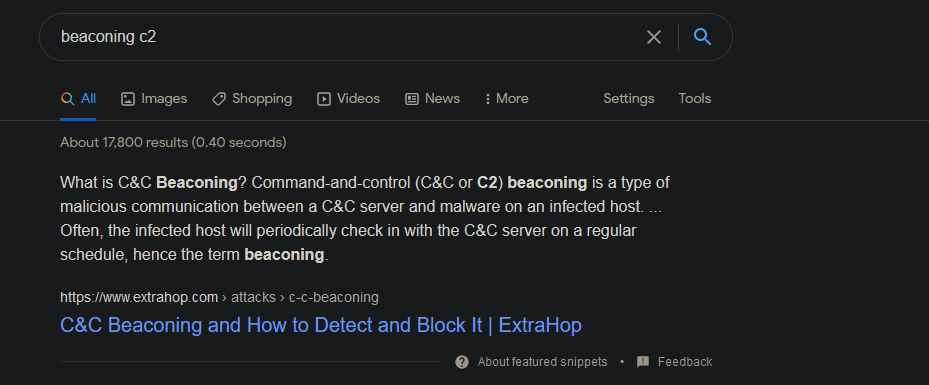 beaconing c2
All Images Shopping Videos News More Settings Tools
About 17,800 results (0.40 seconds)
What is C&C Beaconing? Command-and-control (C&C or C2) beaconing is a type of
malicious communication between a C&C server and malware on an infected host. ...
Often, the infected host will periodically check in with the C&C server on a regular
schedule, hence the term beaconing.
https://www.extrahop.com › attacks › c-c-beaconing
C&C Beaconing and How to Detect and Block It | ExtraHop
About featured snippets • Feedback